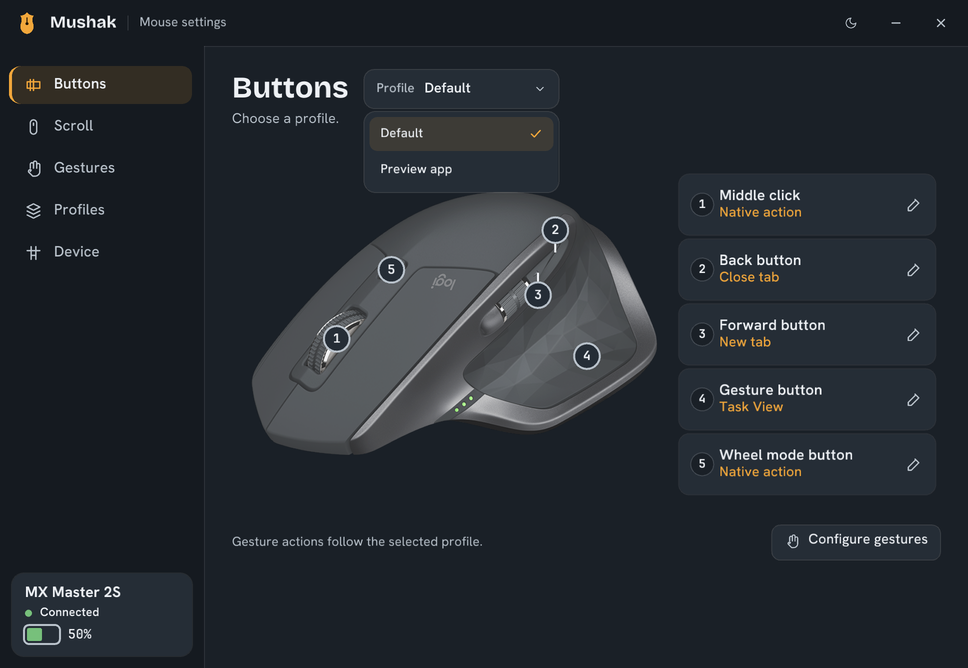 Mushak
Mouse settings
Buttons
Scroll
Gestures
Profiles
Device
MX Master 2S
Connected
50%
Buttons
Choose a profile.
Profile Default
Default
Preview app
logi
5
1
2
3
4
1
Middle click
Native action
2
Back button
Close tab
3
Forward button
New tab
4
Gesture button
Task View
5
Wheel mode button
Native action
Gesture actions follow the selected profile.
Configure gestures